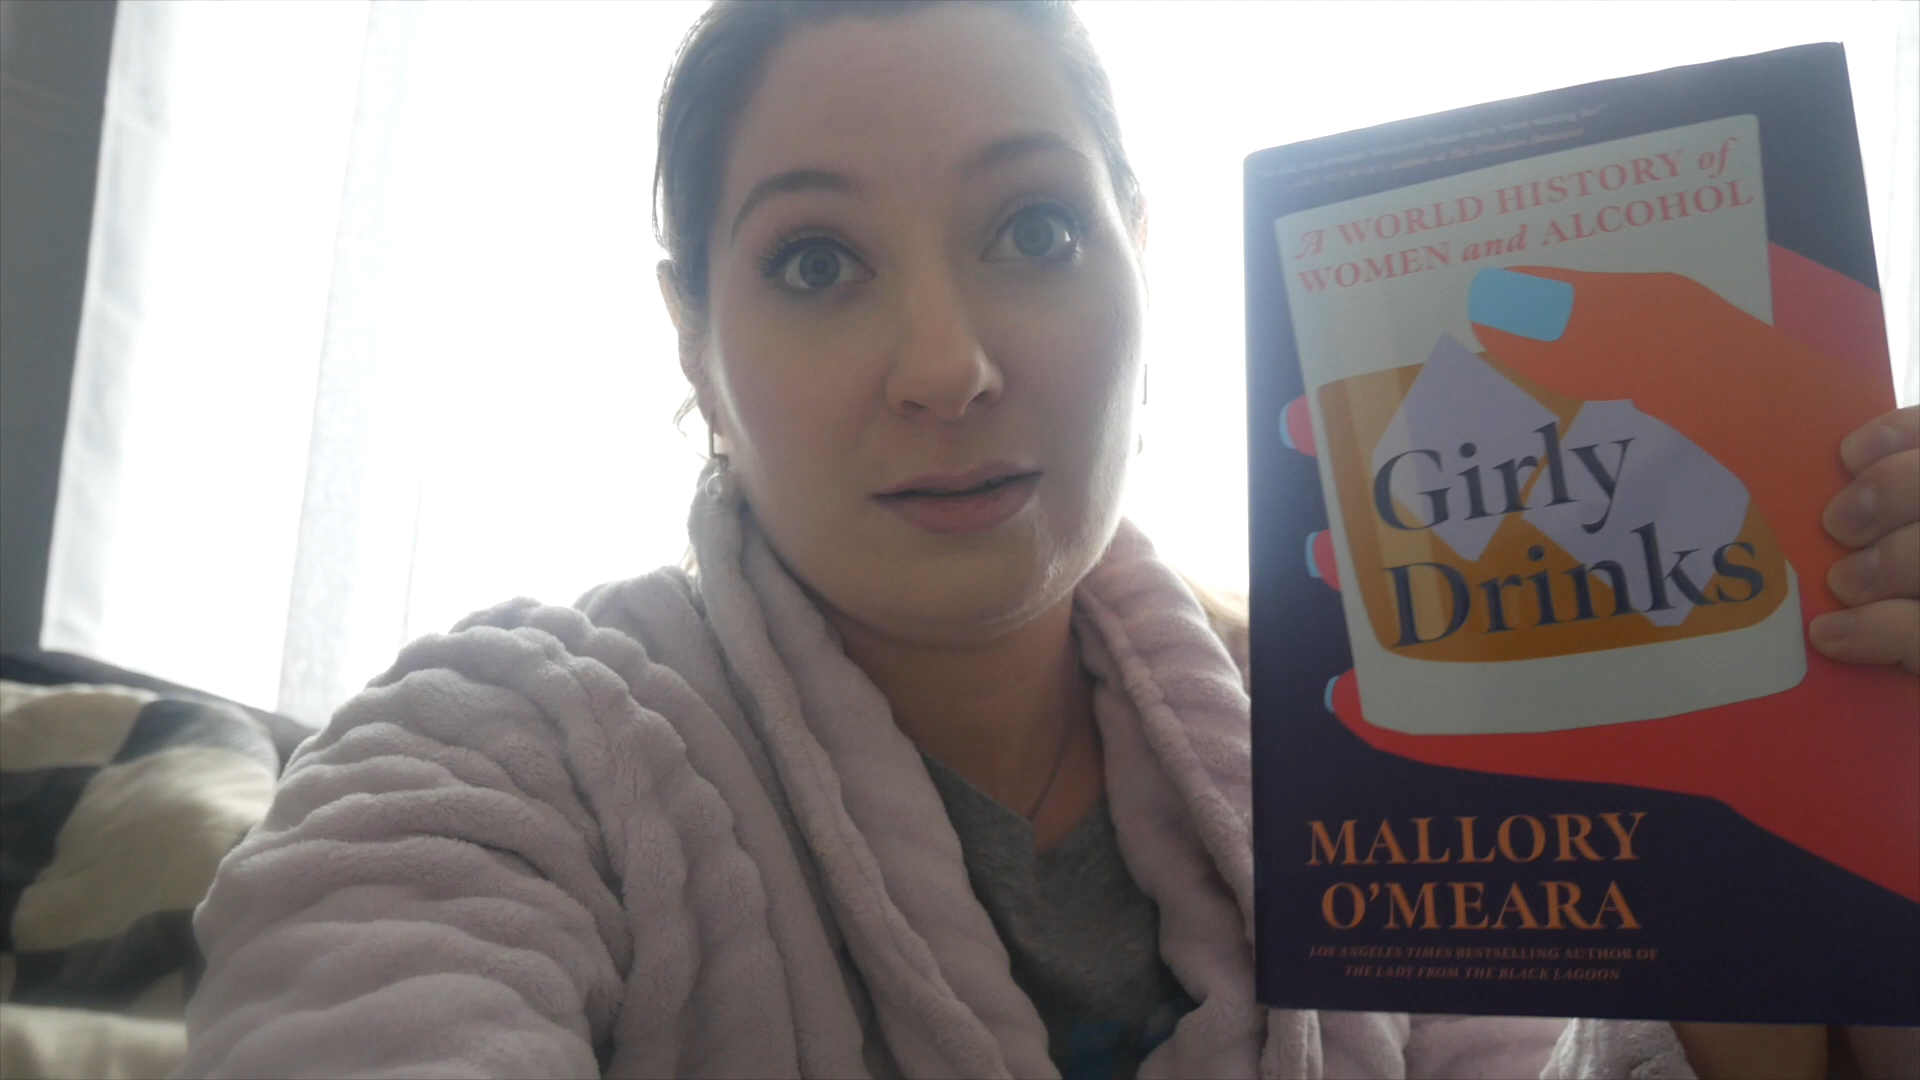 A WORLD HISTORY of
WOMEN and ALCOHOL
Girly
Drinks
MALLORY
O'MEARA
LOS ANGELES TIMES BESTSELLING AUTHOR OF
THE LADY FROM THE BLACK LAGOON